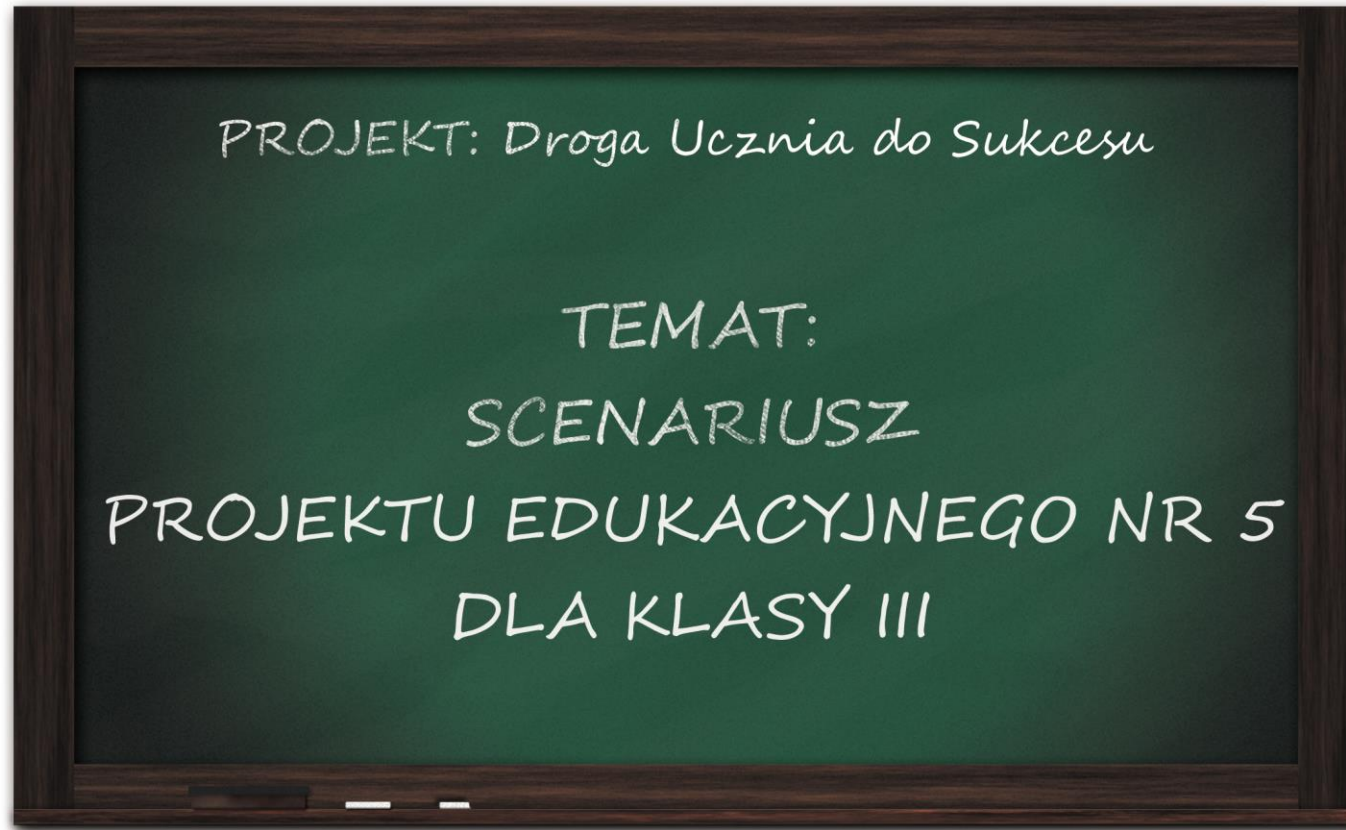 PROJEKT: Droga Ucznia do Sukcesu
TEMAT:
SCENARIUSZ
PROJEKTU EDUKACYJNEGO NR 5
DLA KLASY III